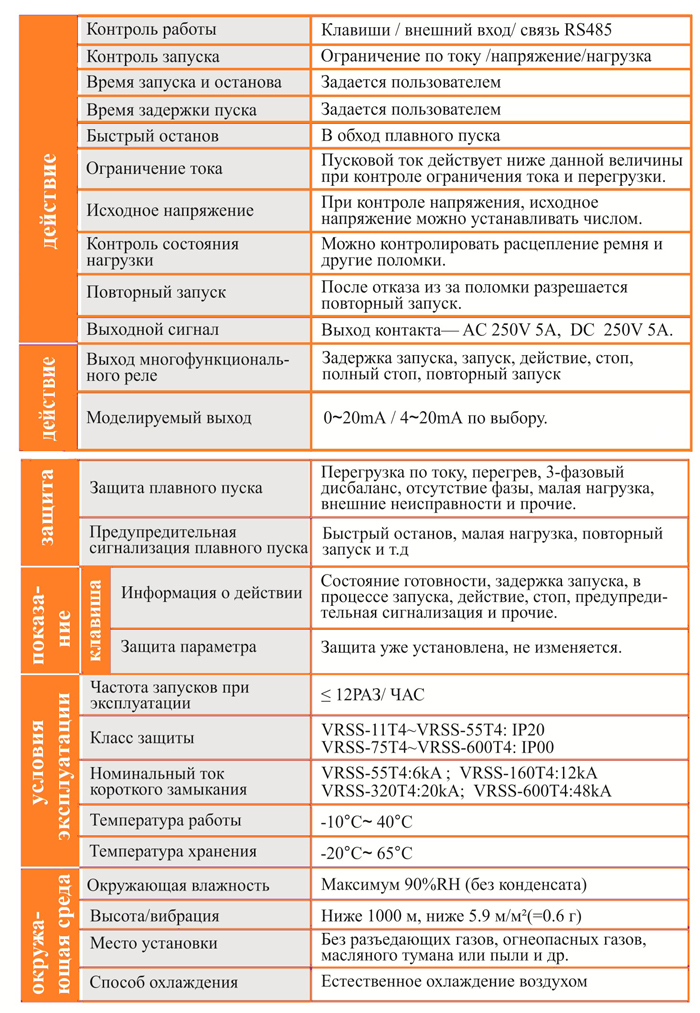 действие
Контроль работы
Клавиши / внешний вход/ связь RS485
Контроль запуска
Ограничение по току /напряжение/нагрузка
Время запуска и останова
Задается пользователем
Время задержки пуска
Задается пользователем
Быстрый останов
В обход плавного пуска
Ограничение тока
Пусковой ток действует ниже данной величины
при контроле ограничения тока и перегрузки.
Исходное напряжение
При контроле напряжения, исходное
напряжение можно устанавливать числом.
Контроль состояния
нагрузки
Можно контролировать расцепление ремня и
другие поломки.
Повторный запуск
После отказа из за поломки разрешается
повторный запуск.
Выходной сигнал
Выход контакта— AC 250V 5A, DC 250V 5A.
действие
Выход многофункциональ-
ного реле
Задержка запуска, запуск, действие, стоп,
полный стоп, повторный запуск
Моделируемый выход
0~20mA / 4~20mA по выбору.
защита
Защита плавного пуска
Перегрузка по току, перегрев, 3-фазовый
дисбаланс, отсутствие фазы, малая нагрузка,
внешние неисправности и прочие.
Предупредительная
сигнализация плавного пуска
Быстрый останов, малая нагрузка, повторный
запуск и т.д
показа-
ние
клавиша
Информация о действии
Состояние готовности, задержка запуска, в
процессе запуска, действие, стоп, предупреди-
тельная сигнализация и прочие.
Защита параметра
Защита уже установлена, не изменяется.
условия
эксплуатации
Частота запусков при
эксплуатации
≤ 12РАЗ/ ЧАС
Класс защиты
VRSS-11T4~VRSS-55T4: IP20
VRSS-75T4~VRSS-600T4: IP00
Номинальный ток
короткого замыкания
VRSS-55T4:6kA ; VRSS-160T4:12kA
VRSS-320T4:20kA; VRSS-600T4:48kA
Температура работы
-10°C~ 40°C
Температура хранения
-20°C~ 65°C
окружа-
ющая среда
Окружающая влажность
Максимум 90%RH (без конденсата)
Высота/вибрация
Ниже 1000 м, ниже 5.9 м/м²(=0.6 г)
Место установки
Без разъедающих газов, огнеопасных газов,
масляного тумана или пыли и др.
Способ охлаждения
Естественное охлаждение воздухом